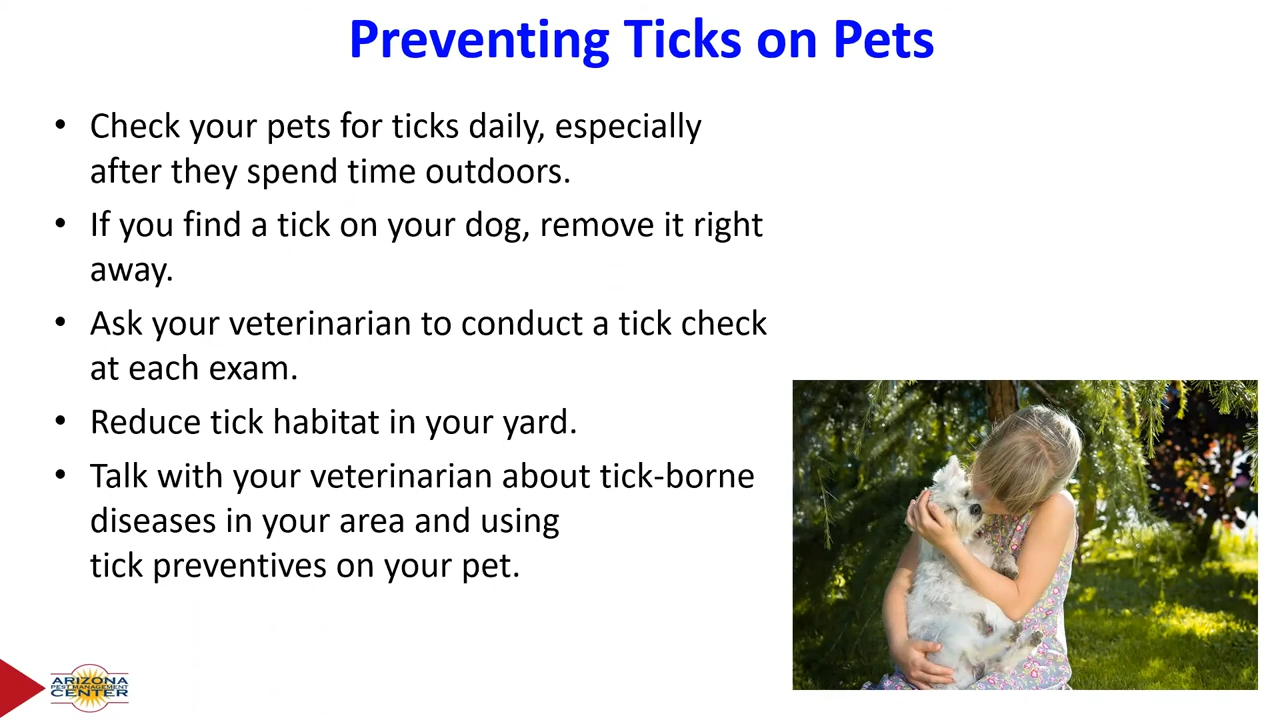 Preventing Ticks on Pets
• Check your pets for ticks daily, especially
after they spend time outdoors.
• If you find a tick on your dog, remove it right
away.
• Ask your veterinarian to conduct a tick check
at each exam.
• Reduce tick habitat in your yard.
• Talk with your veterinarian about tick-borne
diseases in your area and using
tick preventives on your pet.
ARIZONA
PEST MANAGEMENT
CENTER